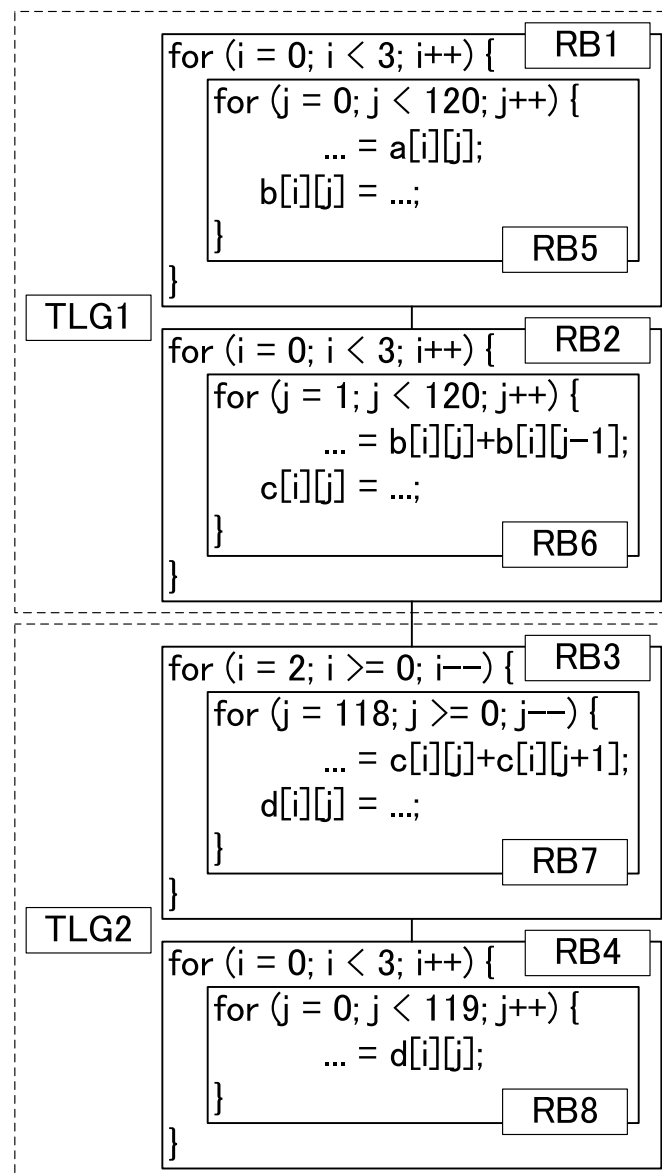 for (i = 0; i < 3; i++) { RB1
for (j = 0; j < 120; j++) {
... = a[i][j];
b[i][j] = ...;
}
RB5
}
TLG1
for (i = 0; i < 3; i++) { RB2
for (j = 1; j < 120; j++) {
... = b[i][j]+b[i][j-1];
c[i][j] = ...;
}
RB6
}
for (i = 2; i >= 0; i--) { RB3
for (j = 118; j >= 0; j--) {
... = c[i][j]+c[i][j+1];
d[i][j] = ...;
}
RB7
}
TLG2
for (i = 0; i < 3; i++) { RB4
for (j = 0; j < 119; j++) {
... = d[i][j];
}
RB8
}